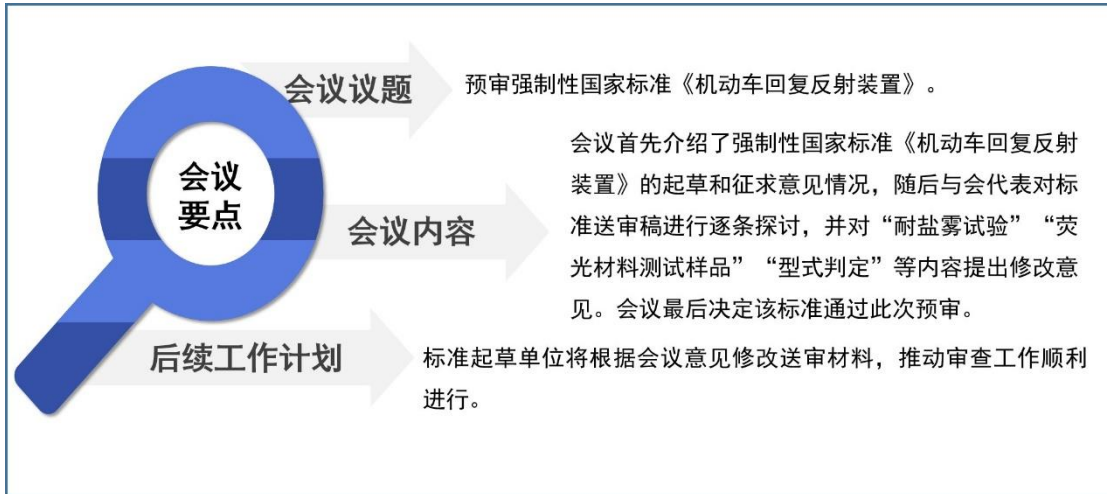 会议
要点
会议议题
预审强制性国家标准《机动车回复反射装置》。
会议内容
会议首先介绍了强制性国家标准《机动车回复反射
装置》的起草和征求意见情况，随后与会代表对标
准送审稿进行逐条探讨，并对“耐盐雾试验”“荧
光材料测试样品”“型式判定”等内容提出修改意
见。会议最后决定该标准通过此次预审。
后续工作计划
标准起草单位将根据会议意见修改送审材料，推动审查工作顺利
进行。